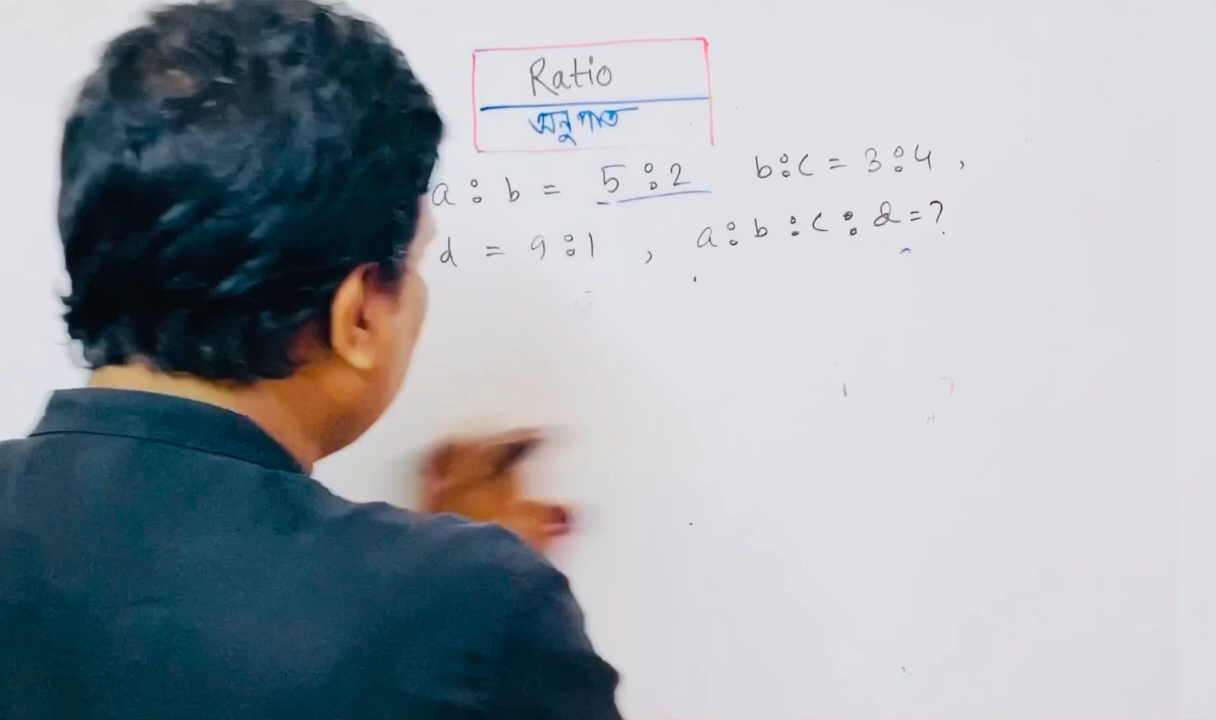 Ratio
অনুপাত
a : b = 5 : 2 b : c = 3 : 4 ,
d = 9 : 1 , a : b : c : d = ?